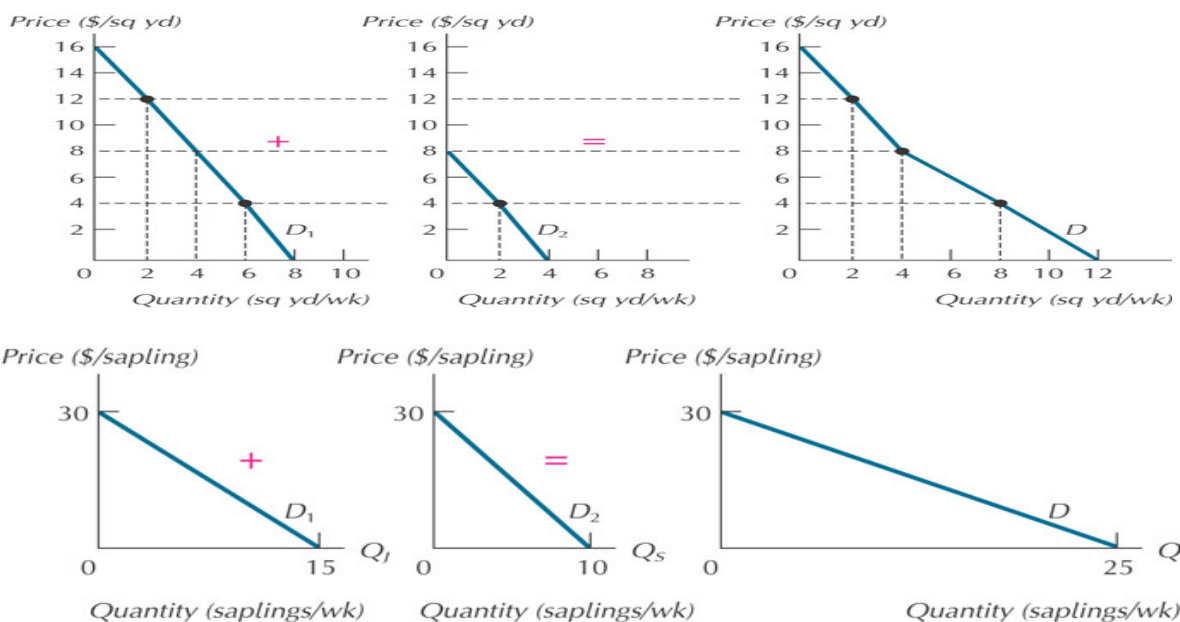 Price ($/sq yd) Price ($/sq yd) Price ($/sq yd)
16 16 16
14 14 14
12 12 12
10 10 10
+ =
8 8 8
6 6 6
4 4 4
2 D₁ 2 D₂ 2 D
0 2 4 6 8 10 0 2 4 6 8 0 2 4 6 8 10 12
Quantity (sq yd/wk) Quantity (sq yd/wk) Quantity (sq yd/wk)
Price ($/sapling) Price ($/sapling) Price ($/sapling)
30 30 30
+ =
D₁ D₂ D
0 15 Q_J 0 10 Q_S 0 25 Q
Quantity (saplings/wk) Quantity (saplings/wk) Quantity (saplings/wk)